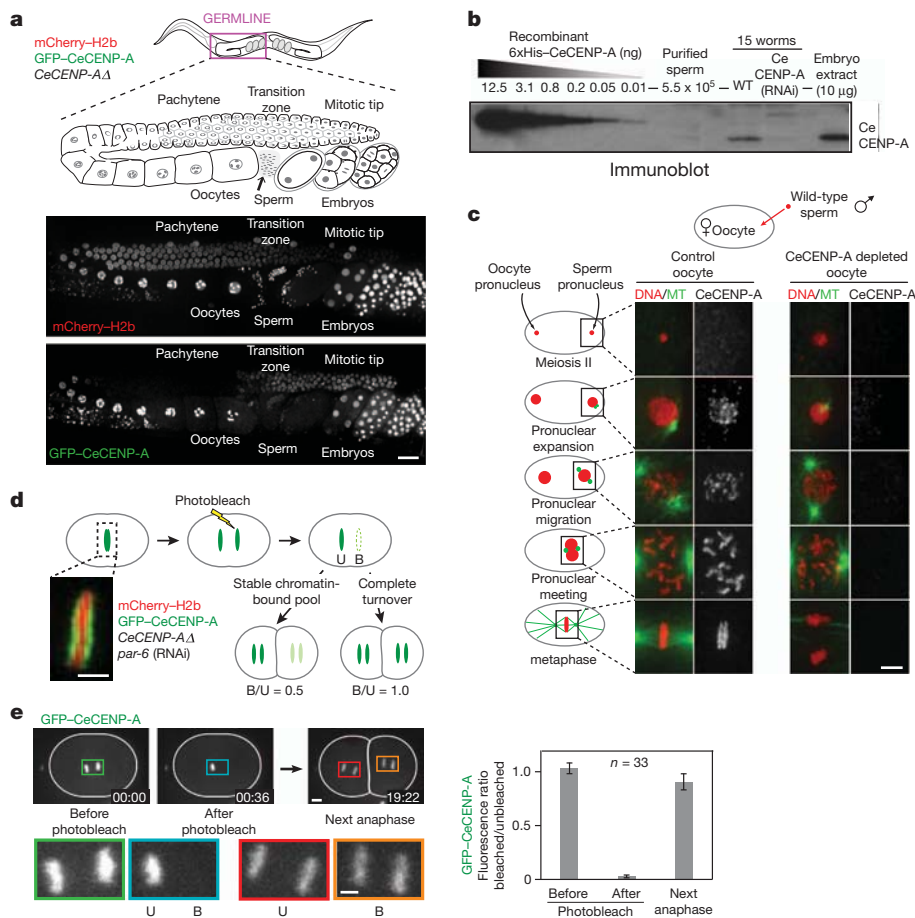 a
GERMLINE
mCherry–H2b
GFP–CeCENP-A
CeCENP-AΔ
Pachytene
Transition
zone
Mitotic tip
Oocytes
Sperm
Embryos
Pachytene
Transition
zone
Mitotic tip
Oocytes
Sperm
Embryos
mCherry–H2b
Pachytene
Transition
zone
Mitotic tip
Oocytes
Sperm
Embryos
GFP–CeCENP-A
b
Recombinant
6xHis–CeCENP-A (ng)
Purified
sperm
15 worms
Ce
CENP-A
(RNAi)
Embryo
extract
(10 µg)
12.5 3.1 0.8 0.2 0.05 0.01 5.5 x 10⁵ WT
Ce
CENP-A
Immunoblot
c
Oocyte
Wild-type
sperm
♀
♂
Control
oocyte
CeCENP-A depleted
oocyte
Oocyte
pronucleus
Sperm
pronucleus
DNA/MT CeCENP-A
DNA/MT CeCENP-A
Meiosis II
Pronuclear
expansion
Pronuclear
migration
Pronuclear
meeting
metaphase
d
Photobleach
U B
mCherry–H2b
GFP–CeCENP-A
CeCENP-AΔ
par-6 (RNAi)
Stable chromatin-
bound pool
Complete
turnover
B/U = 0.5
B/U = 1.0
e
GFP–CeCENP-A
00:00
00:36
19:22
Before
photobleach
After
photobleach
Next anaphase
U B
U
B
GFP–CeCENP-A
Fluorescence ratio
bleached/unbleached
n = 33
1.0
0.5
0
Before
After
Next
anaphase
Photobleach